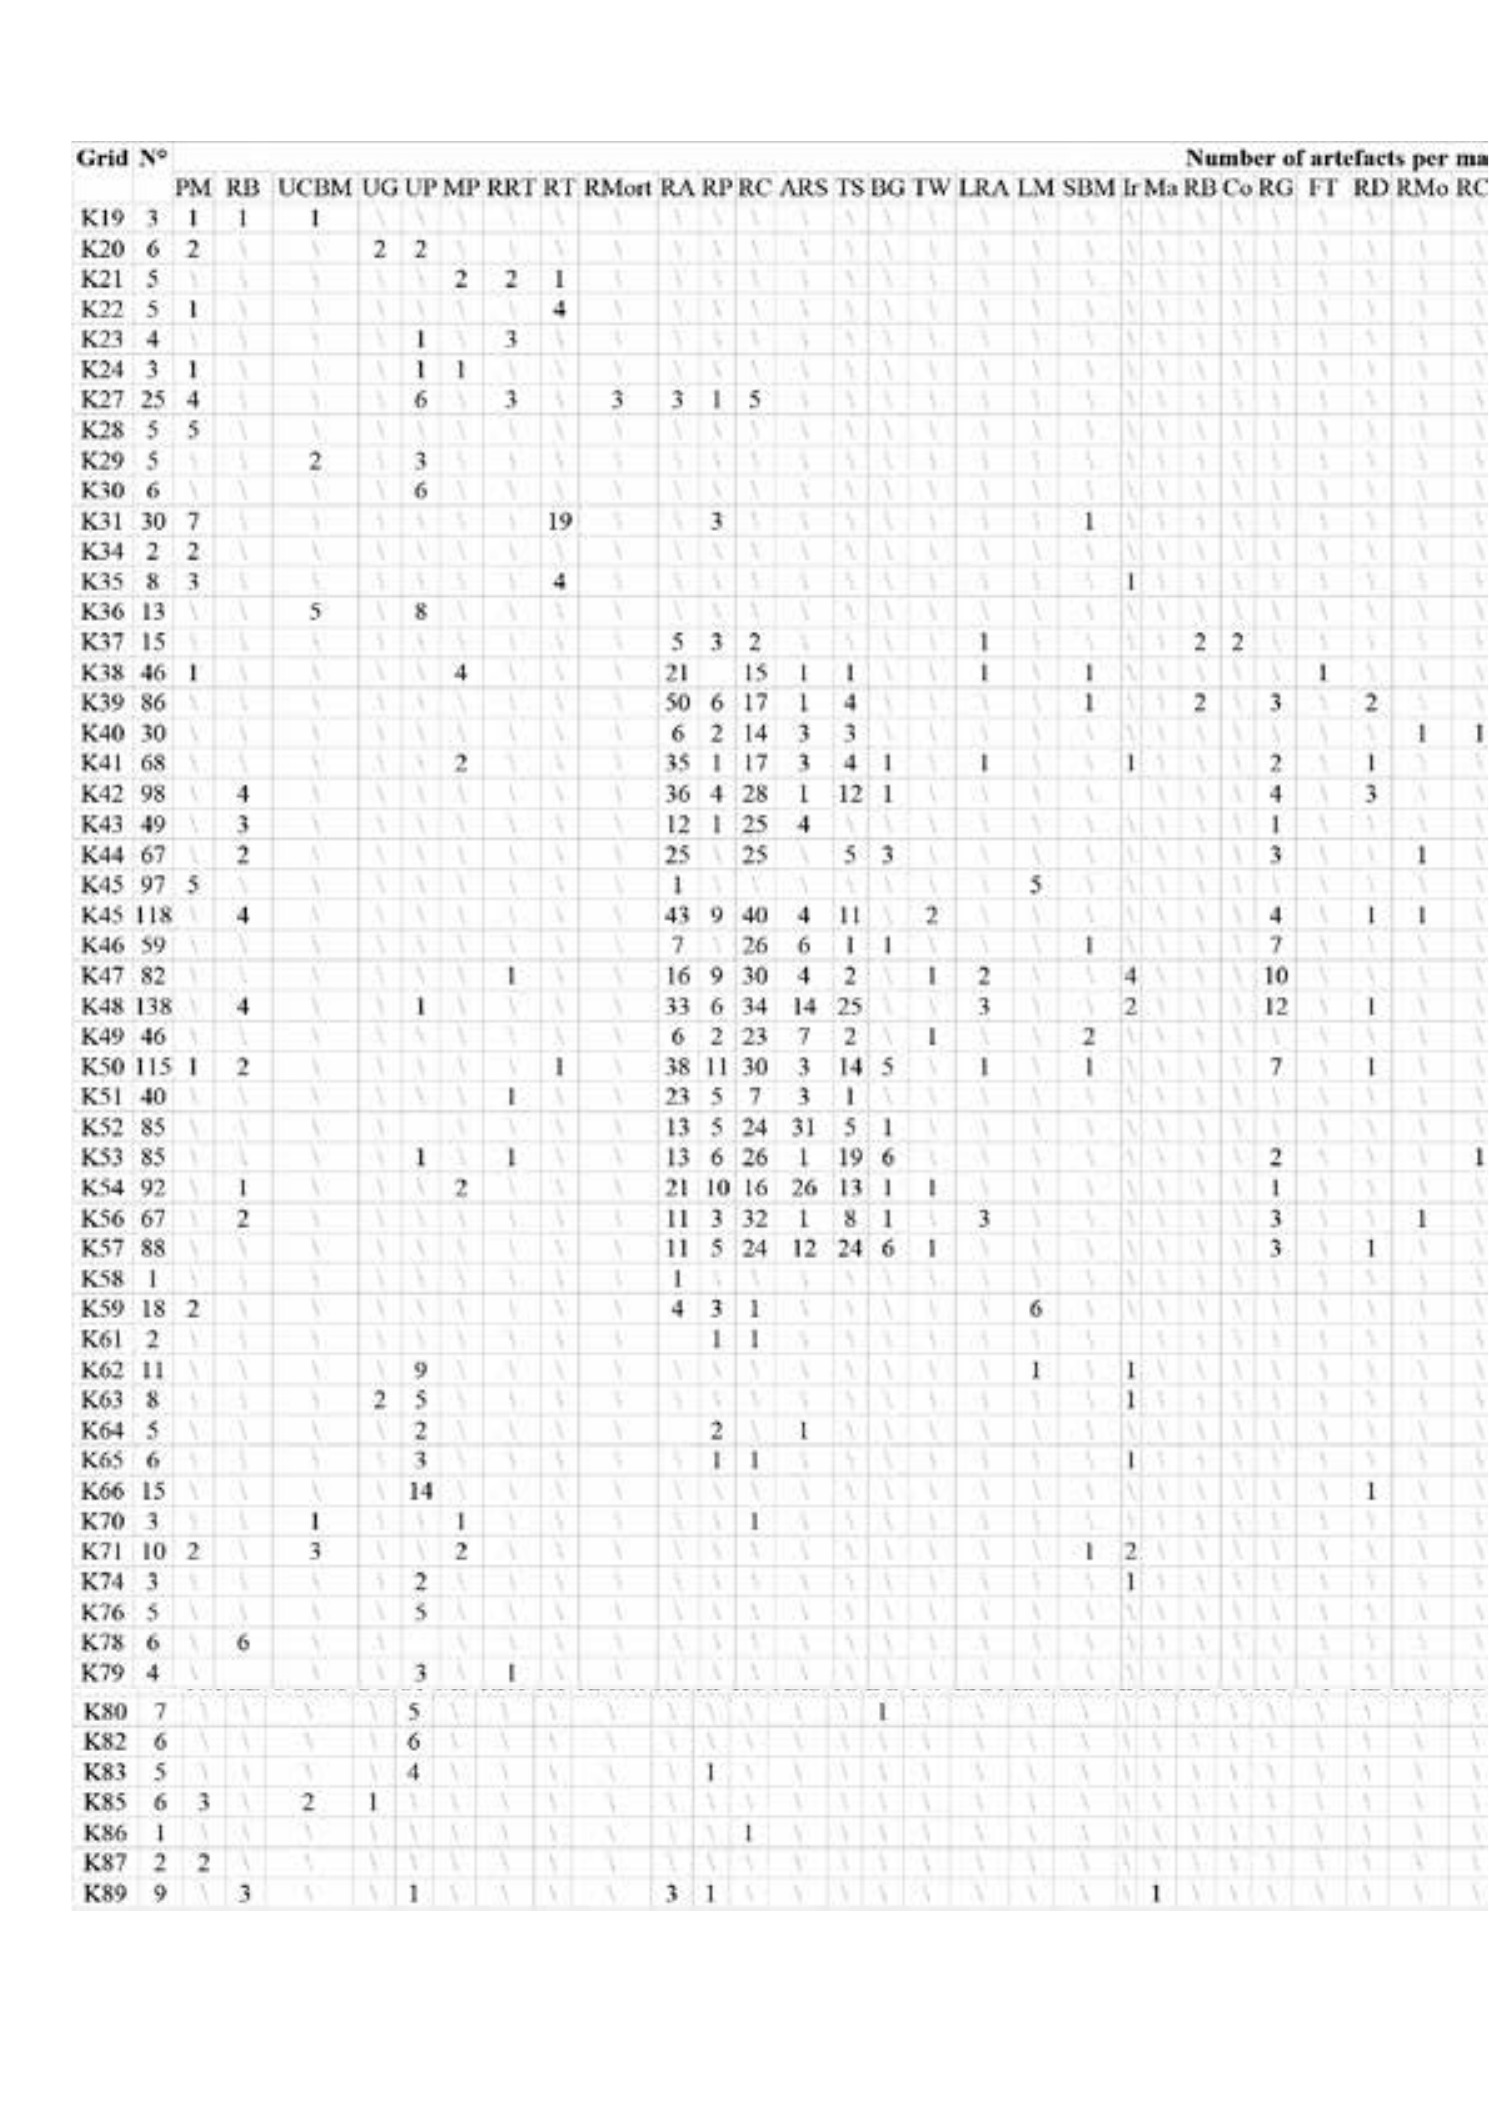 Grid N° Number of artefacts per ma
PM RB UCBM UG UP MP RRT RT RMort RA RP RC ARS TS BG TW LRA LM SBM Ir Ma RB Co RG FT RD RMo RC
K19 3 1 1 1
K20 6 2 2 2
K21 5 2 2 1
K22 5 1 4
K23 4 1 3
K24 3 1 1 1
K27 25 4 6 3 3 3 1 5
K28 5 5
K29 5 2 3
K30 6 6
K31 30 7 19 3 1
K34 2 2
K35 8 3 4 1
K36 13 5 8
K37 15 5 3 2 1 2 2
K38 46 1 4 21 15 1 1 1 1 1
K39 86 50 6 17 1 4 1 2 3 2
K40 30 6 2 14 3 3 1 1
K41 68 2 35 1 17 3 4 1 1 1 2 1
K42 98 4 36 4 28 1 12 1 4 3
K43 49 3 12 1 25 4 1
K44 67 2 25 25 5 3 3 1
K45 97 5 1 5
K45 118 4 43 9 40 4 11 2 4 1 1
K46 59 7 26 6 1 1 1 7
K47 82 1 16 9 30 4 2 1 2 4 10
K48 138 4 1 33 6 34 14 25 3 2 12 1
K49 46 6 2 23 7 2 1 2
K50 115 1 2 1 38 11 30 3 14 5 1 1 7 1
K51 40 1 23 5 7 3 1
K52 85 13 5 24 31 5 1
K53 85 1 1 13 6 26 1 19 6 2 1
K54 92 1 2 21 10 16 26 13 1 1 1
K56 67 2 11 3 32 1 8 1 3 3 1
K57 88 11 5 24 12 24 6 1 3 1
K58 1 1
K59 18 2 4 3 1 6
K61 2 1 1
K62 11 9 1 1
K63 8 2 5 1
K64 5 2 2 1
K65 6 3 1 1 1
K66 15 14 1
K70 3 1 1 1
K71 10 2 3 2 1 2
K74 3 2 1
K76 5 5
K78 6 6
K79 4 3 1
K80 7 5 1
K82 6 6
K83 5 4 1
K85 6 3 2 1
K86 1 1
K87 2 2
K89 9 3 1 3 1 1